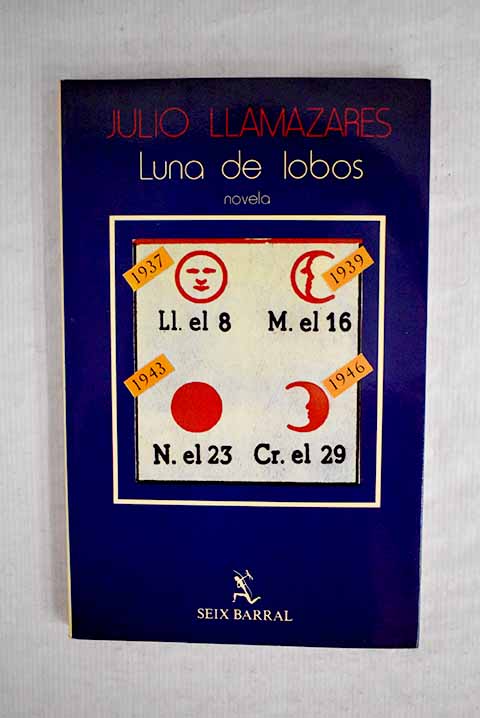 JULIO LLAMAZARES
Luna de lobos
novela
1937
1939
Ll. el 8
M. el 16
1943
1946
N. el 23
Cr. el 29
SEIX BARRAL